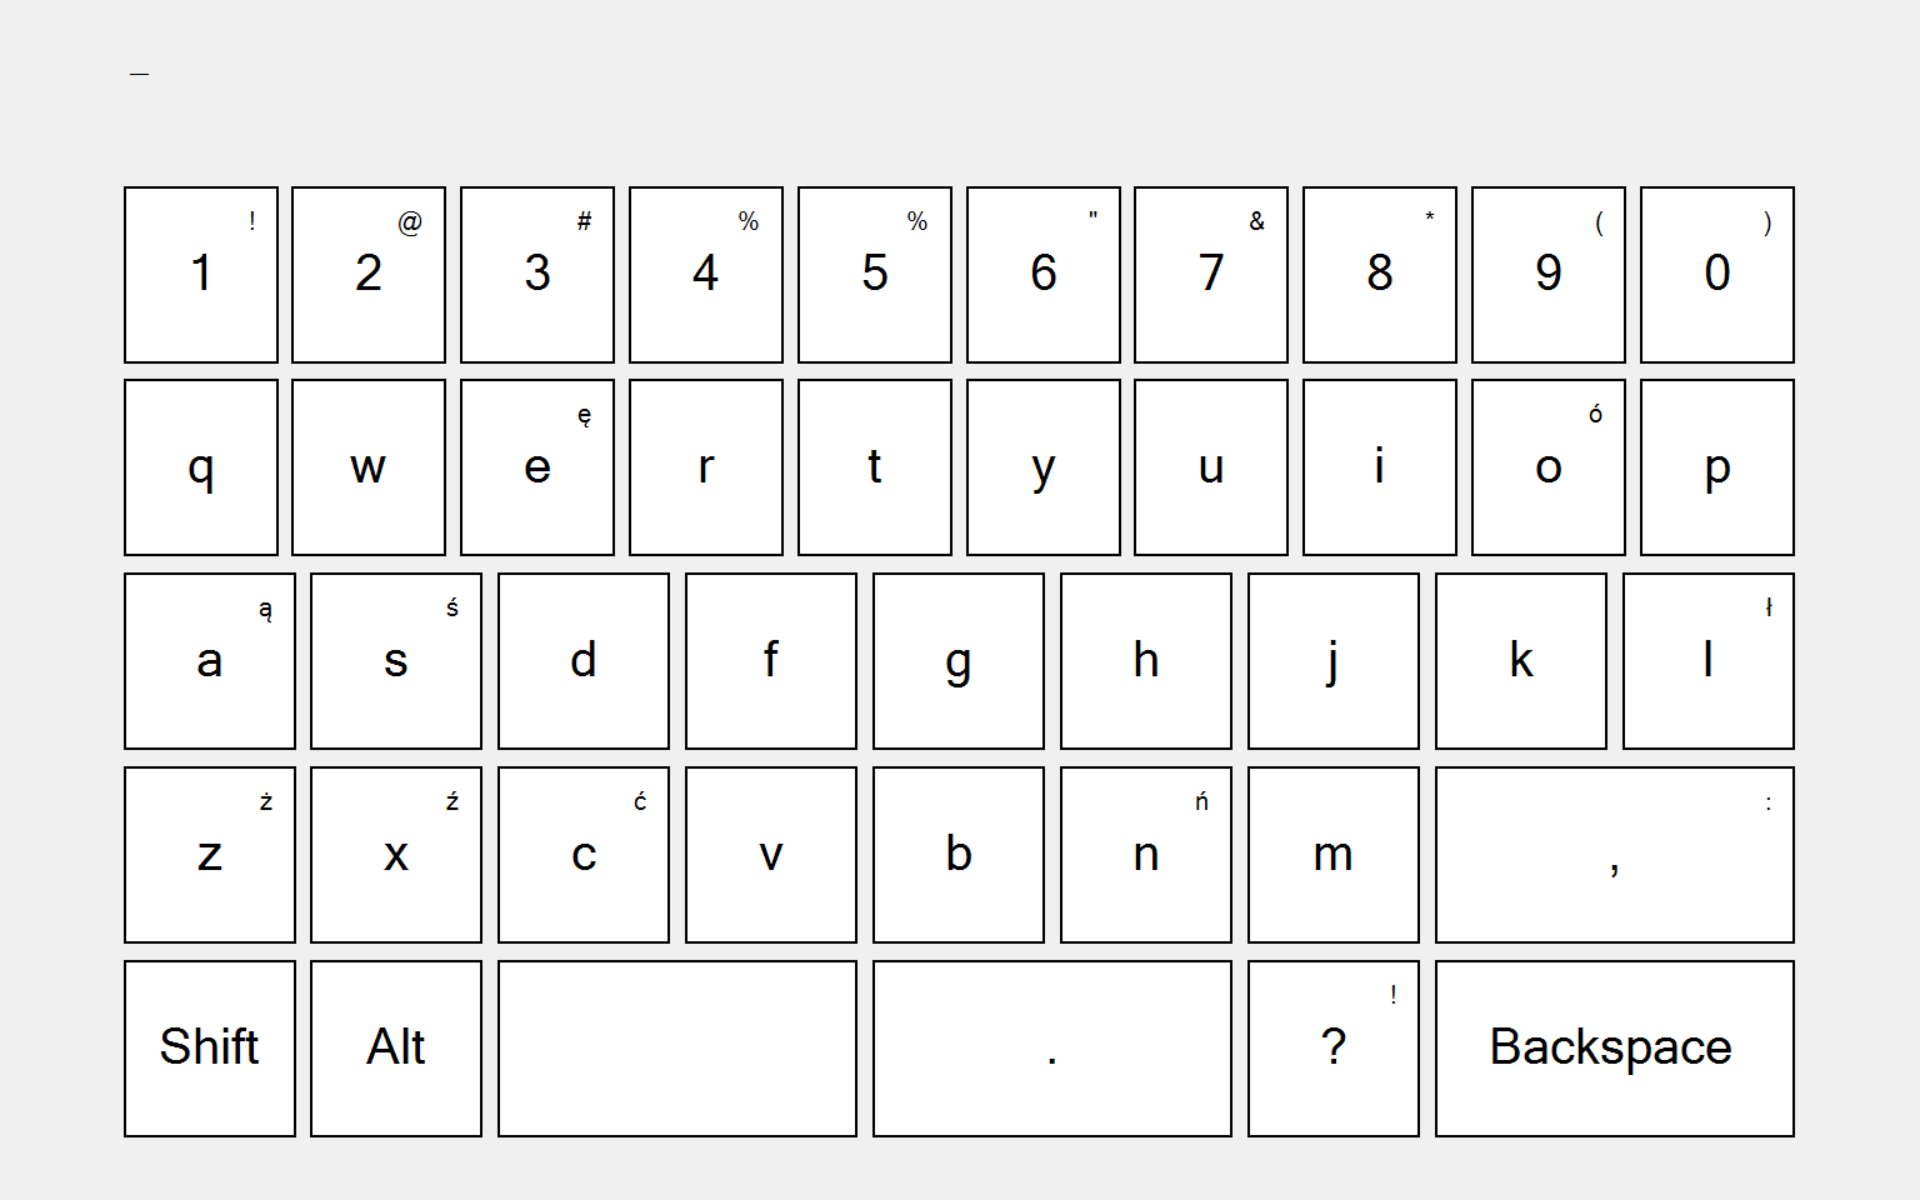 _
! @ # % % " & * ( )
1 2 3 4 5 6 7 8 9 0
ę ó
q w e r t y u i o p
ą ś ł
a s d f g h j k l
ż ź ć ń :
z x c v b n m ,
!
Shift Alt . ? Backspace